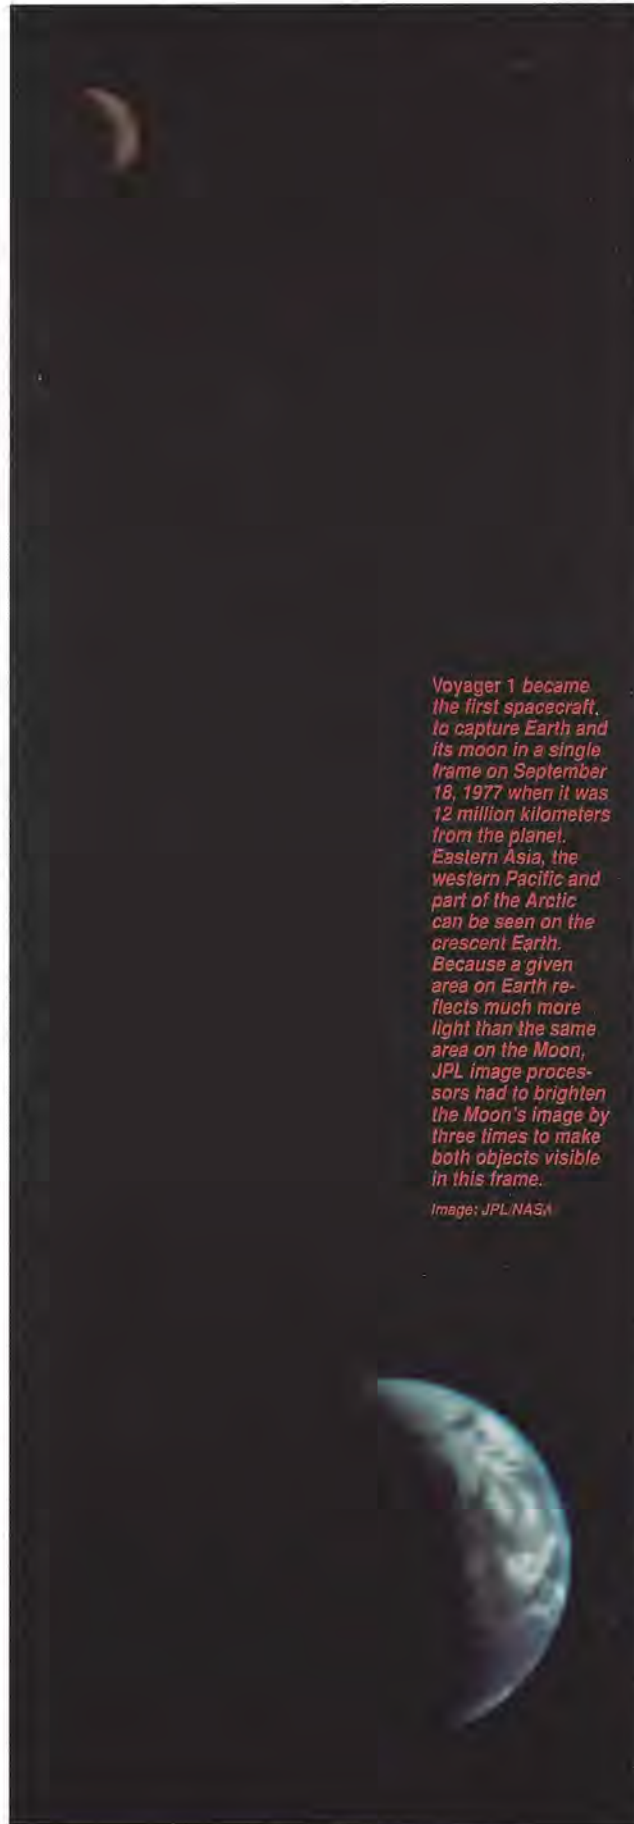 Voyager 1 became
the first spacecraft
to capture Earth and
its moon in a single
frame on September
18, 1977 when it was
12 million kilometers
from the planet.
Eastern Asia, the
western Pacific and
part of the Arctic
can be seen on the
crescent Earth.
Because a given
area on Earth re-
flects much more
light than the same
area on the Moon,
JPL image proces-
sors had to brighten
the Moon's image by
three times to make
both objects visible
in this frame.
Image: JPL/NASA